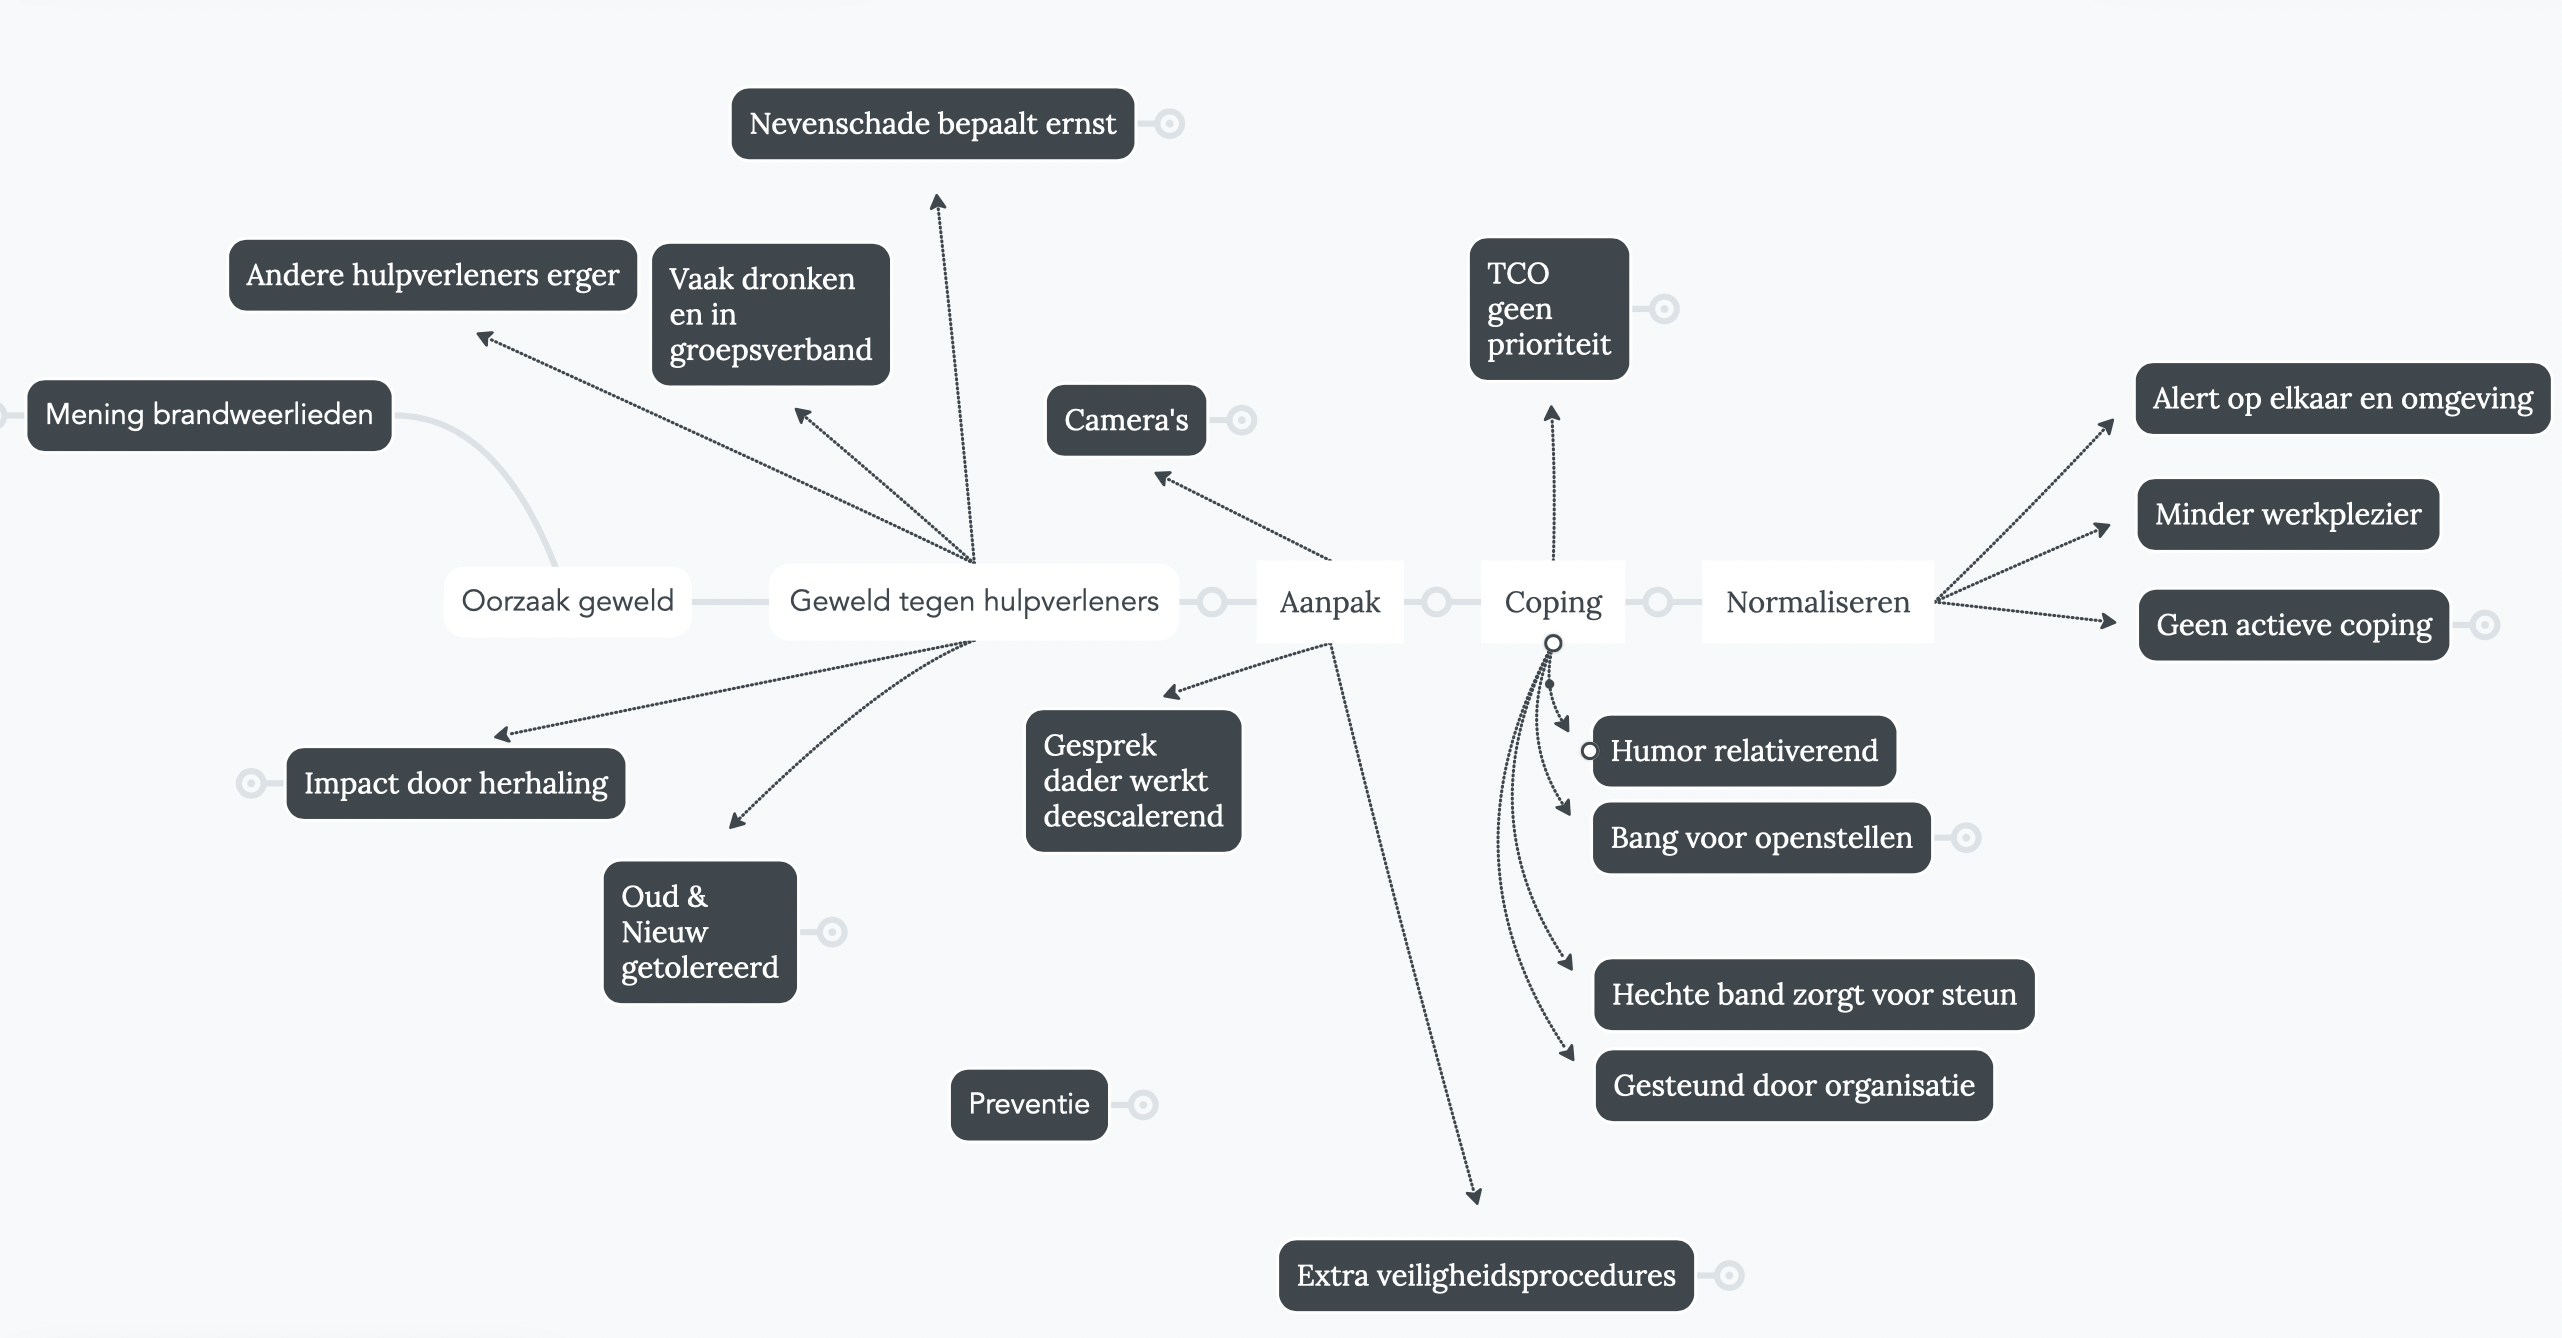 Nevenschade bepaalt ernst
Andere hulpverleners erger
Vaak dronken
en in
groepsverband
TCO
geen
prioriteit
Mening brandweerlieden
Camera's
Alert op elkaar en omgeving
Minder werkplezier
Oorzaak geweld
Geweld tegen hulpverleners
Aanpak
Coping
Normaliseren
Geen actieve coping
Impact door herhaling
Gesprek
dader werkt
deescalerend
Humor relativerend
Bang voor openstellen
Oud &
Nieuw
getolereerd
Hechte band zorgt voor steun
Gesteund door organisatie
Preventie
Extra veiligheidsprocedures